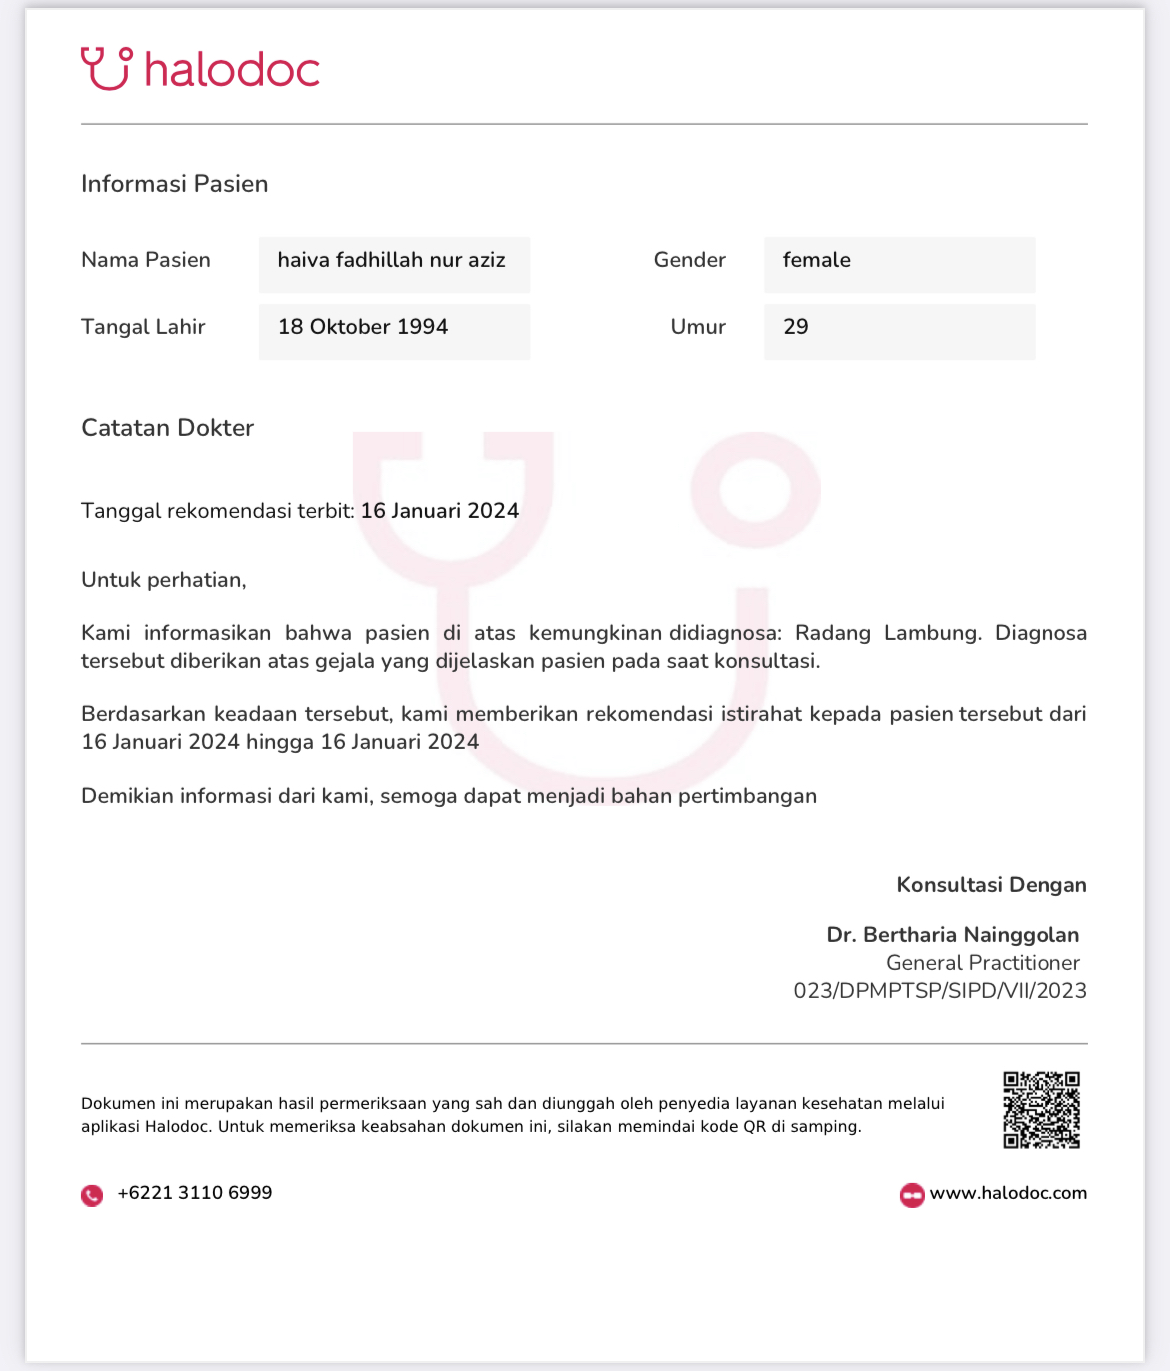 halodoc
Informasi Pasien
Nama Pasien haiva fadhillah nur aziz Gender female
Tangal Lahir 18 Oktober 1994 Umur 29
Catatan Dokter
Tanggal rekomendasi terbit: 16 Januari 2024
Untuk perhatian,
Kami informasikan bahwa pasien di atas kemungkinan didiagnosa: Radang Lambung. Diagnosa
tersebut diberikan atas gejala yang dijelaskan pasien pada saat konsultasi.
Berdasarkan keadaan tersebut, kami memberikan rekomendasi istirahat kepada pasien tersebut dari
16 Januari 2024 hingga 16 Januari 2024
Demikian informasi dari kami, semoga dapat menjadi bahan pertimbangan
Konsultasi Dengan
Dr. Bertharia Nainggolan
General Practitioner
023/DPMPTSP/SIPD/VII/2023
Dokumen ini merupakan hasil permeriksaan yang sah dan diunggah oleh penyedia layanan kesehatan melalui
aplikasi Halodoc. Untuk memeriksa keabsahan dokumen ini, silakan memindai kode QR di samping.
+6221 3110 6999 www.halodoc.com